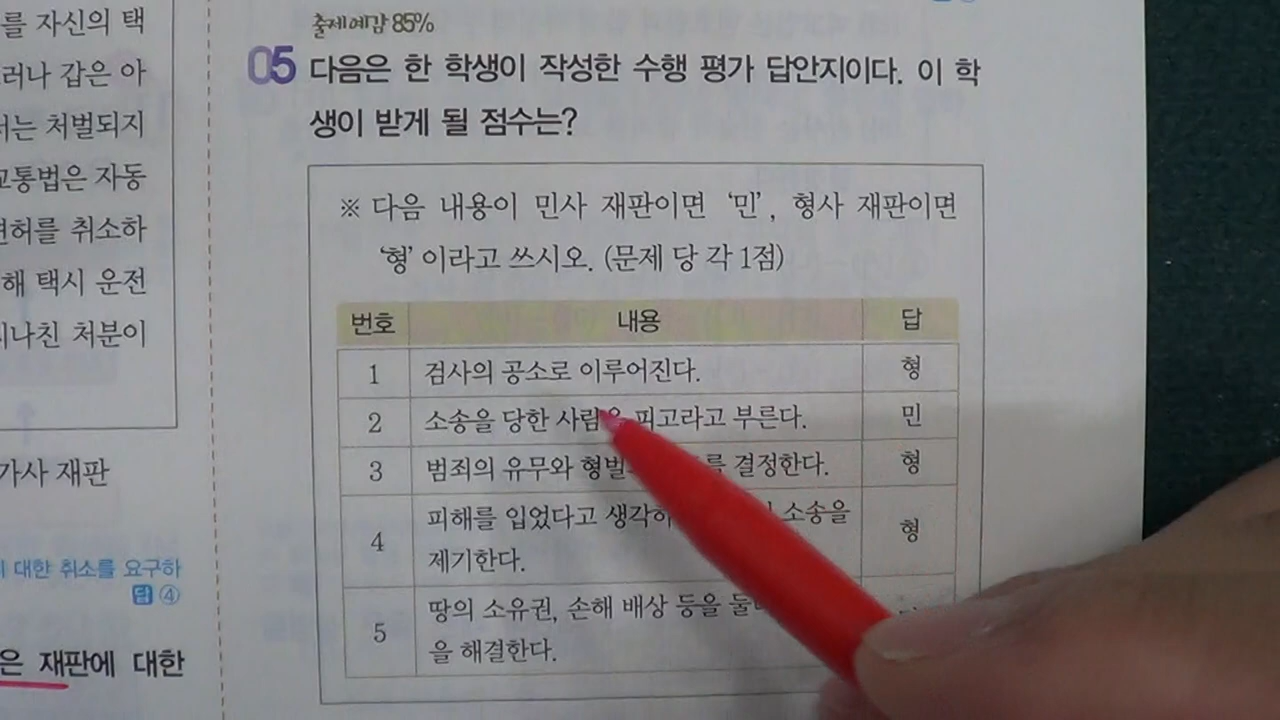 를 자신의 택
러나 갑은 아
서는 처벌되지
교통법은 자동
면허를 취소하
해 택시 운전
지나친 처분이
가사 재판
대한 취소를 요구하
답 ④
은 재판에 대한
출제예감 85%
05 다음은 한 학생이 작성한 수행 평가 답안지이다. 이 학
생이 받게 될 점수는?
※ 다음 내용이 민사 재판이면 ‘민’, 형사 재판이면
‘형’ 이라고 쓰시오. (문제 당 각 1점)
번호 내용 답
1 검사의 공소로 이루어진다. 형
2 소송을 당한 사람을 피고라고 부른다. 민
3 범죄의 유무와 형벌 결정한다. 형
4 피해를 입었다고 소송을 형
제기한다.
5 땅의 소유권, 손해 배상 등을
을 해결한다.